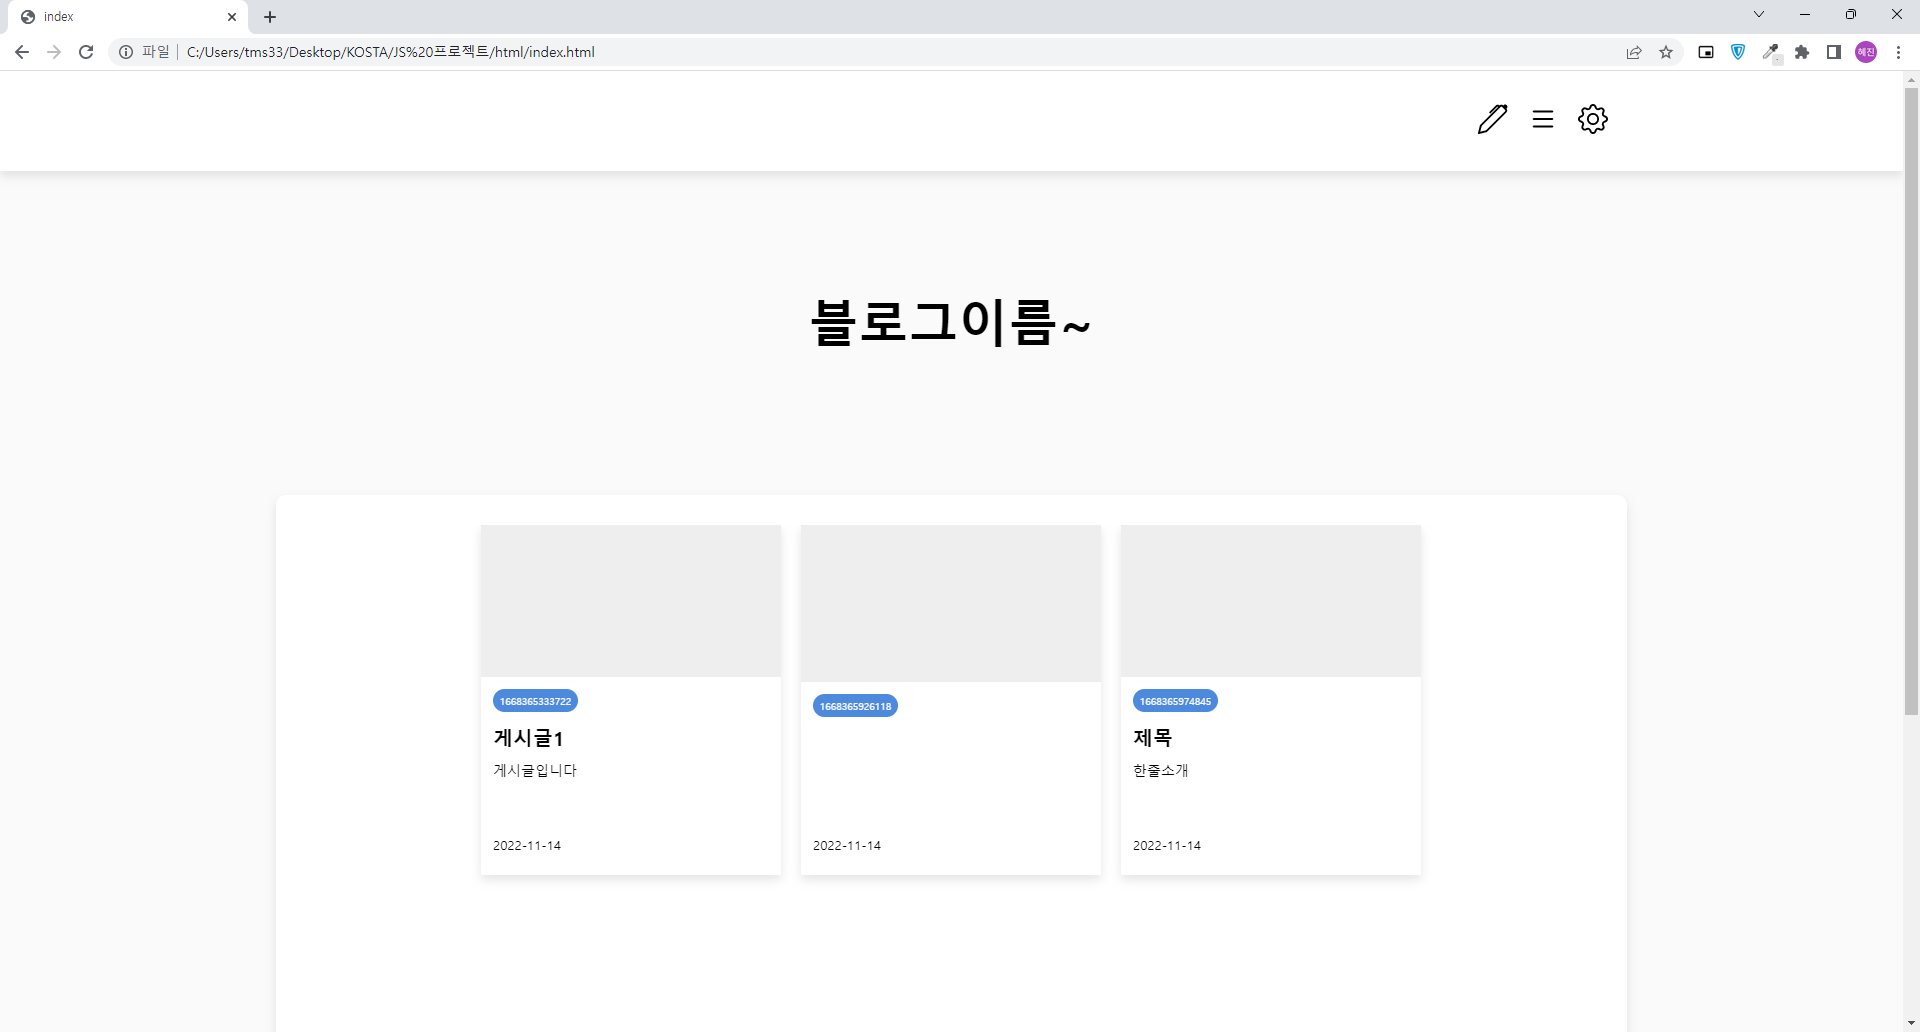 index
파일 C:/Users/tms33/Desktop/KOSTA/JS%20프로젝트/html/index.html
혜진
블로그이름~
1668365333722
게시글1
게시글입니다
2022-11-14
1668365926118
2022-11-14
1668365974845
제목
한줄소개
2022-11-14